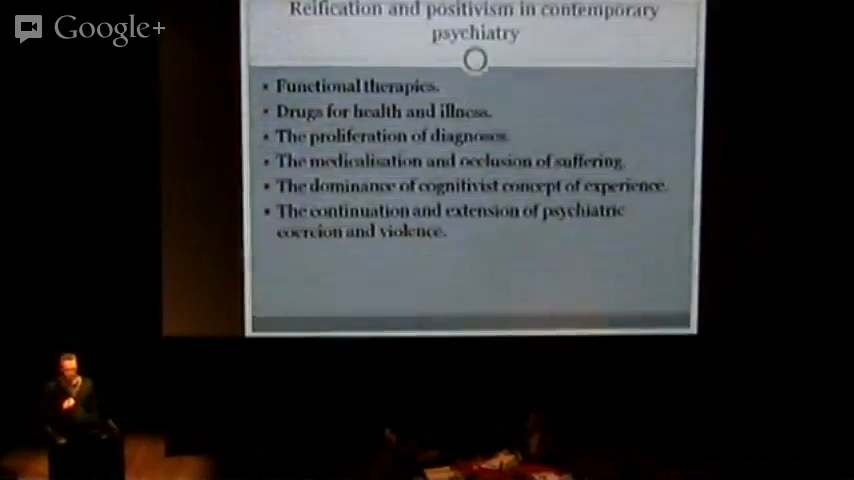 Google+
Reification and positivism in contemporary
psychiatry
• Functional therapies.
• Drugs for health and illness.
• The proliferation of diagnoses.
• The medicalisation and occlusion of suffering.
• The dominance of cognitivist concept of experience.
• The continuation and extension of psychiatric
coercion and violence.